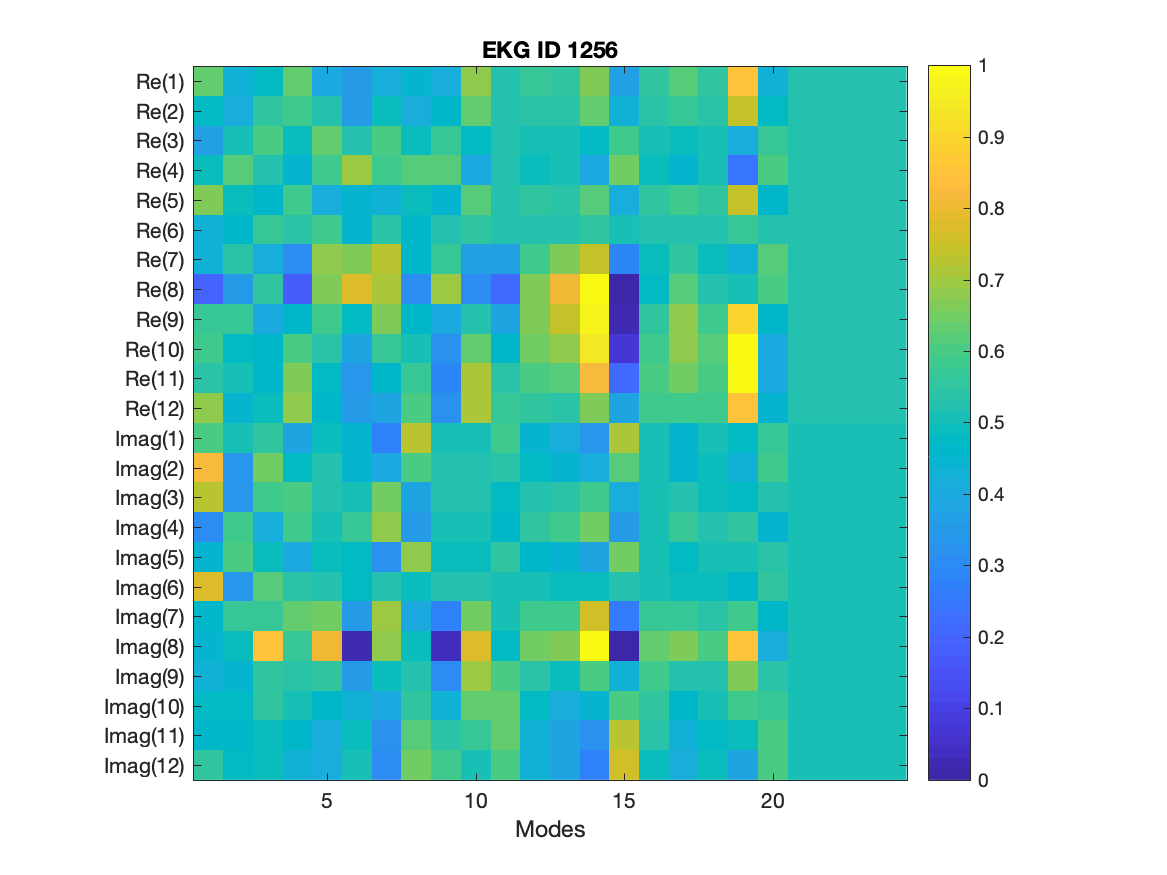 EKG ID 1256
Re(1)
Re(2)
Re(3)
Re(4)
Re(5)
Re(6)
Re(7)
Re(8)
Re(9)
Re(10)
Re(11)
Re(12)
Imag(1)
Imag(2)
Imag(3)
Imag(4)
Imag(5)
Imag(6)
Imag(7)
Imag(8)
Imag(9)
Imag(10)
Imag(11)
Imag(12)
5 10 15 20
Modes
1
0.9
0.8
0.7
0.6
0.5
0.4
0.3
0.2
0.1
0